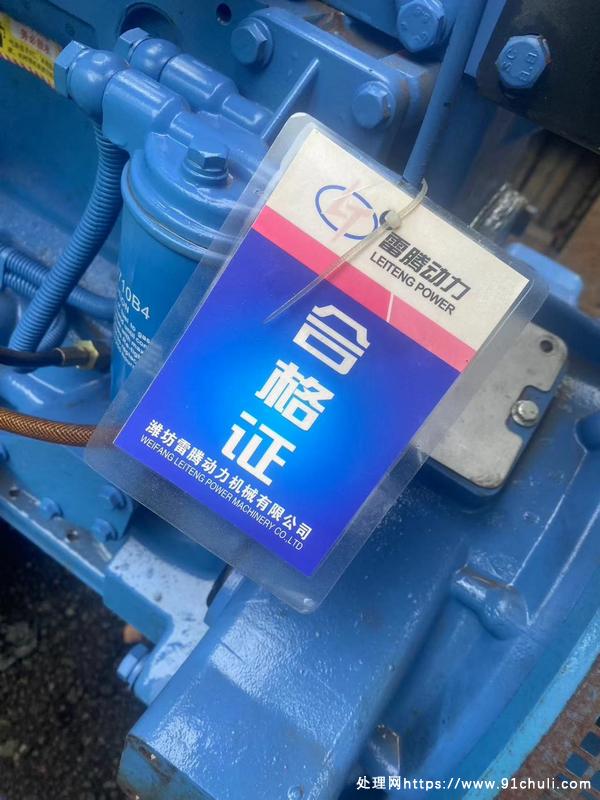 雷腾动力
LEITENG POWER
合格证
潍坊雷腾动力机械有限公司
WEIFANG LEITENG POWER MACHINERY CO.,LTD
10B4
处理网https://www.91chuli.com